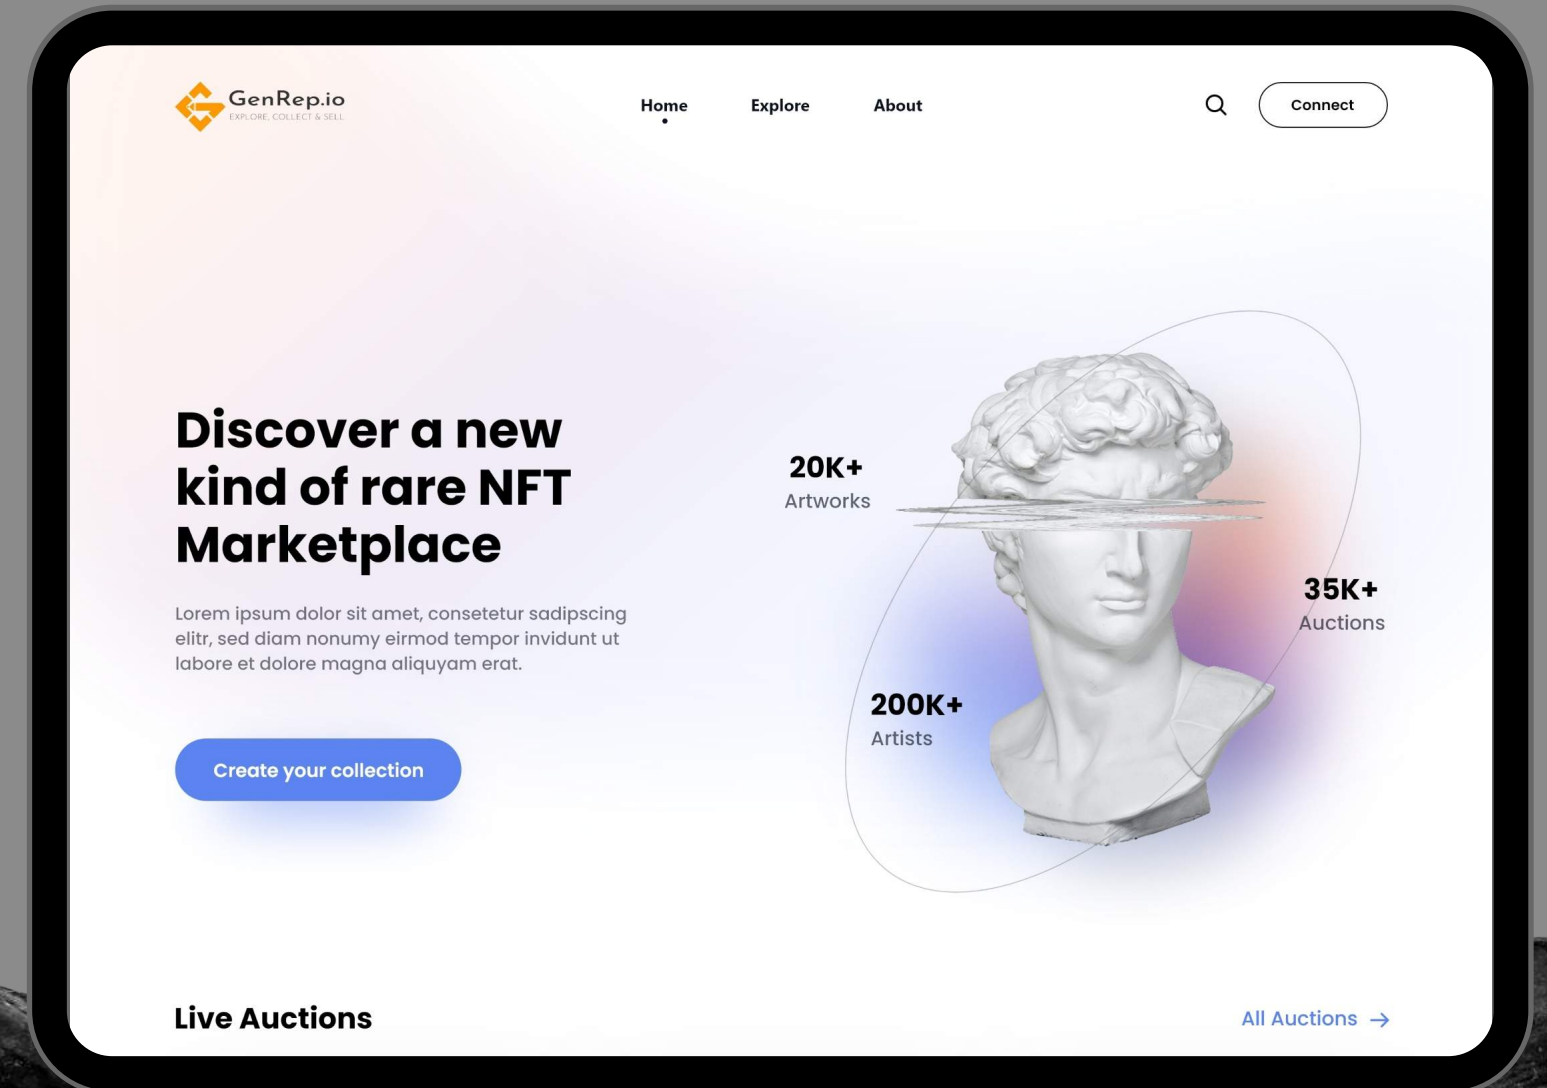 GenRep.io
EXPLORE, COLLECT & SELL
Home
Explore
About
Connect
Discover a new
kind of rare NFT
Marketplace
Lorem ipsum dolor sit amet, consetetur sadipscing
elitr, sed diam nonumy eirmod tempor invidunt ut
labore et dolore magna aliquyam erat.
Create your collection
20K+
Artworks
35K+
Auctions
200K+
Artists
Live Auctions
All Auctions